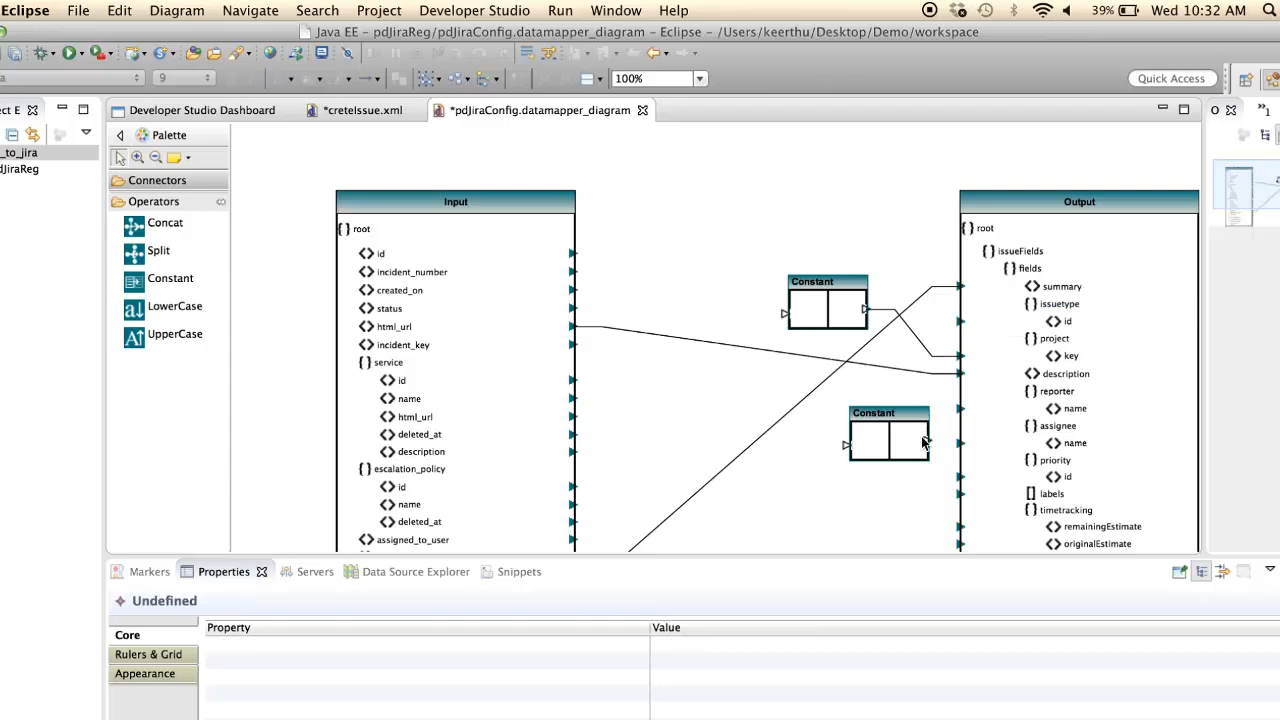 Eclipse File Edit Diagram Navigate Search Project Developer Studio Run Window Help 39% Wed 10:32 AM
Java EE - pdJiraReg/pdJiraConfig.datamapper_diagram - Eclipse - /Users/keerthu/Desktop/Demo/workspace
9 100% Quick Access
ct E Developer Studio Dashboard *creteIssue.xml *pdJiraConfig.datamapper_diagram O »1
Palette
_to_jira
dJiraReg
Connectors
Operators
Concat
Split
Constant
LowerCase
UpperCase
Input
root
id
incident_number
created_on
status
html_url
incident_key
service
id
name
html_url
deleted_at
description
escalation_policy
id
name
deleted_at
assigned_to_user
Constant
Constant
Output
root
issueFields
fields
summary
issuetype
id
project
key
description
reporter
name
assignee
name
priority
id
labels
timetracking
remainingEstimate
originalEstimate
Markers Properties Servers Data Source Explorer Snippets
Undefined
Core
Rulers & Grid
Appearance
Property Value